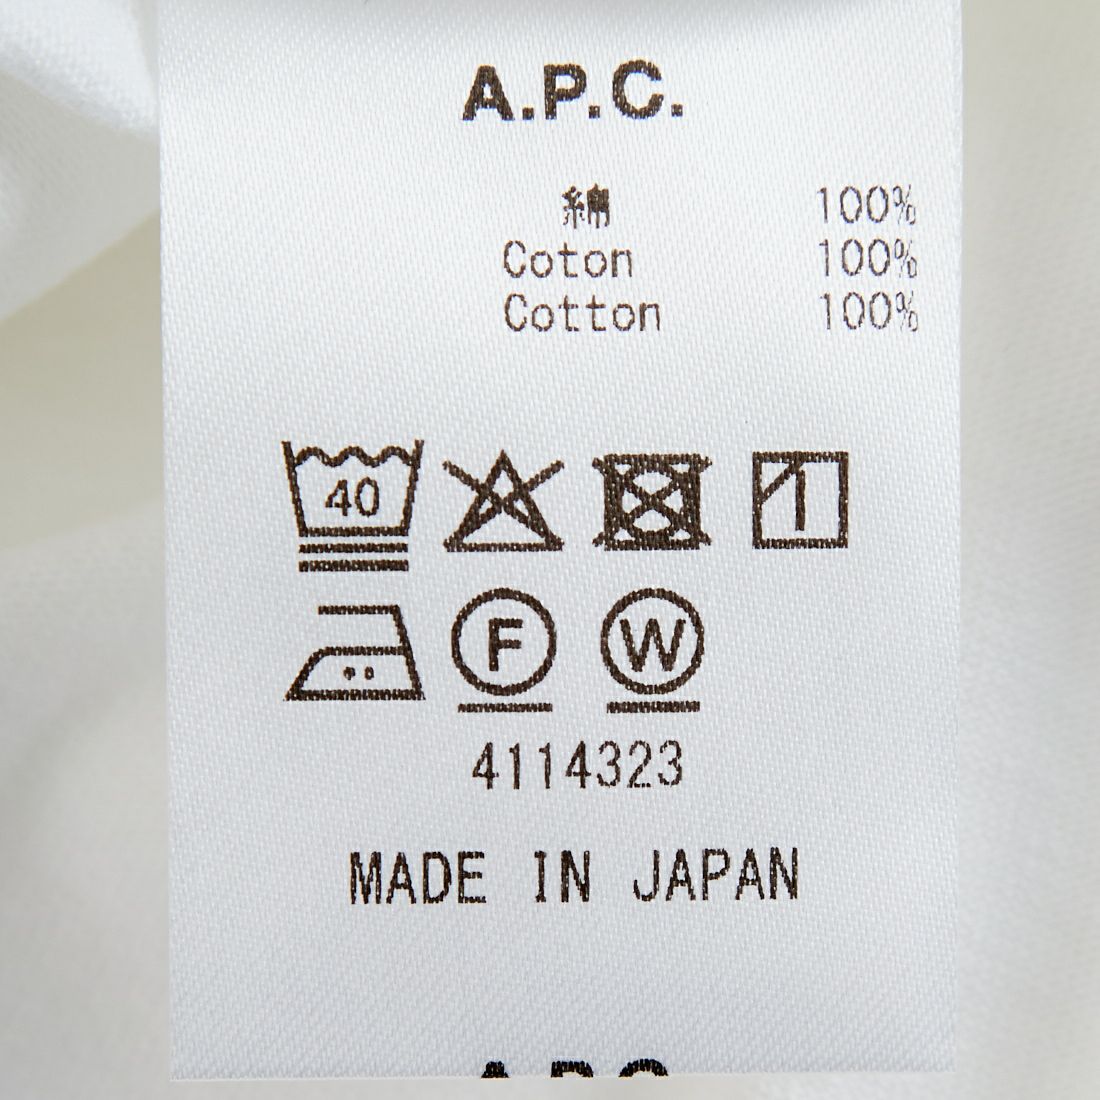 A.P.C.
綿 100%
Coton 100%
Cotton 100%
40
F W
4114323
MADE IN JAPAN
A.P.C.